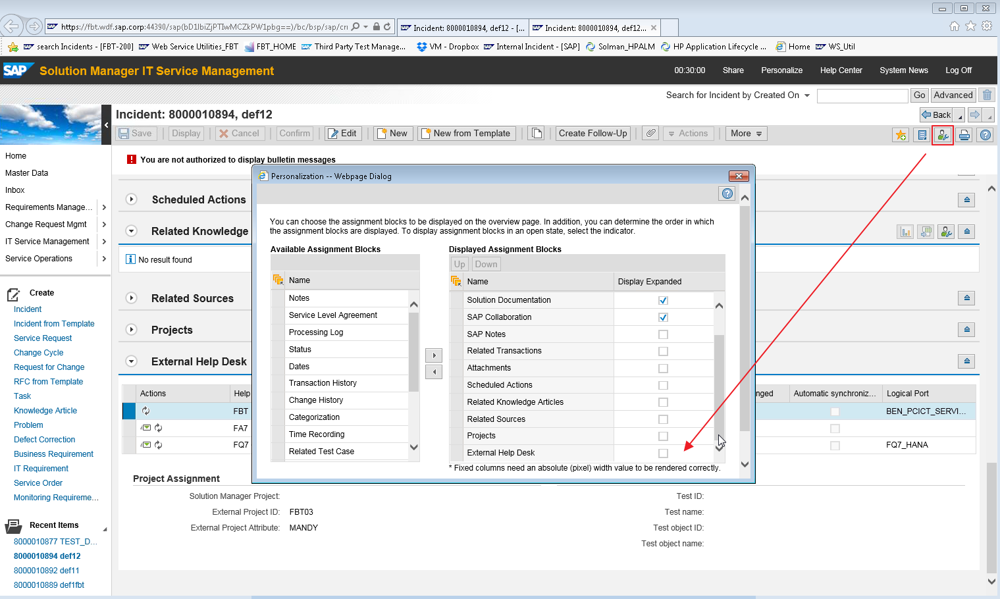 https://fbt.wdf.sap.corp:44390/sap(bD1lbiZjPTIwMCZkPW1pbg==)/bc/bsp/sap/cri
Incident: 8000010894, def12 - [...
Incident: 8000010894, def12...
search Incidents - [FBT-200]
Web Service Utilities_FBT
FBT_HOME
Third Party Test Manage...
VM - Dropbox
Internal Incident - [SAP]
Solman_HPALM
HP Application Lifecycle ...
Home
WS_Util
SAP
Solution Manager IT Service Management
00:30:00
Share
Personalize
Help Center
System News
Log Off
Search for Incident by Created On
Go
Advanced
Incident: 8000010894, def12
Back
Save
Display
Cancel
Confirm
Edit
New
New from Template
Create Follow-Up
Actions
More
You are not authorized to display bulletin messages
Home
Master Data
Inbox
Requirements Manage...
Change Request Mgmt
IT Service Management
Service Operations
Create
Incident
Incident from Template
Service Request
Change Cycle
Request for Change
RFC from Template
Task
Knowledge Article
Problem
Defect Correction
Business Requirement
IT Requirement
Service Order
Monitoring Requireme...
Recent Items
8000010877 TEST_D...
8000010894 def12
8000010892 def11
8000010889 def1fbt
Scheduled Actions
Related Knowledge
No result found
Related Sources
Projects
External Help Desk
Actions
Help
nged
Automatic synchroniz...
Logical Port
FBT
BEN_PCICT_SERVI...
FA7
FQ7
FQ7_HANA
Personalization -- Webpage Dialog
You can choose the assignment blocks to be displayed on the overview page. In addition, you can determine the order in which
the assignment blocks are displayed. To display assignment blocks in an open state, select the indicator.
Available Assignment Blocks
Name
Notes
Service Level Agreement
Processing Log
Status
Dates
Transaction History
Change History
Categorization
Time Recording
Related Test Case
Displayed Assignment Blocks
Up
Down
Name
Display Expanded
Solution Documentation
SAP Collaboration
SAP Notes
Related Transactions
Attachments
Scheduled Actions
Related Knowledge Articles
Related Sources
Projects
External Help Desk
* Fixed columns need an absolute (pixel) width value to be rendered correctly.
Project Assignment
Solution Manager Project:
External Project ID: FBT03
External Project Attribute: MANDY
Test ID:
Test name:
Test object ID:
Test object name: